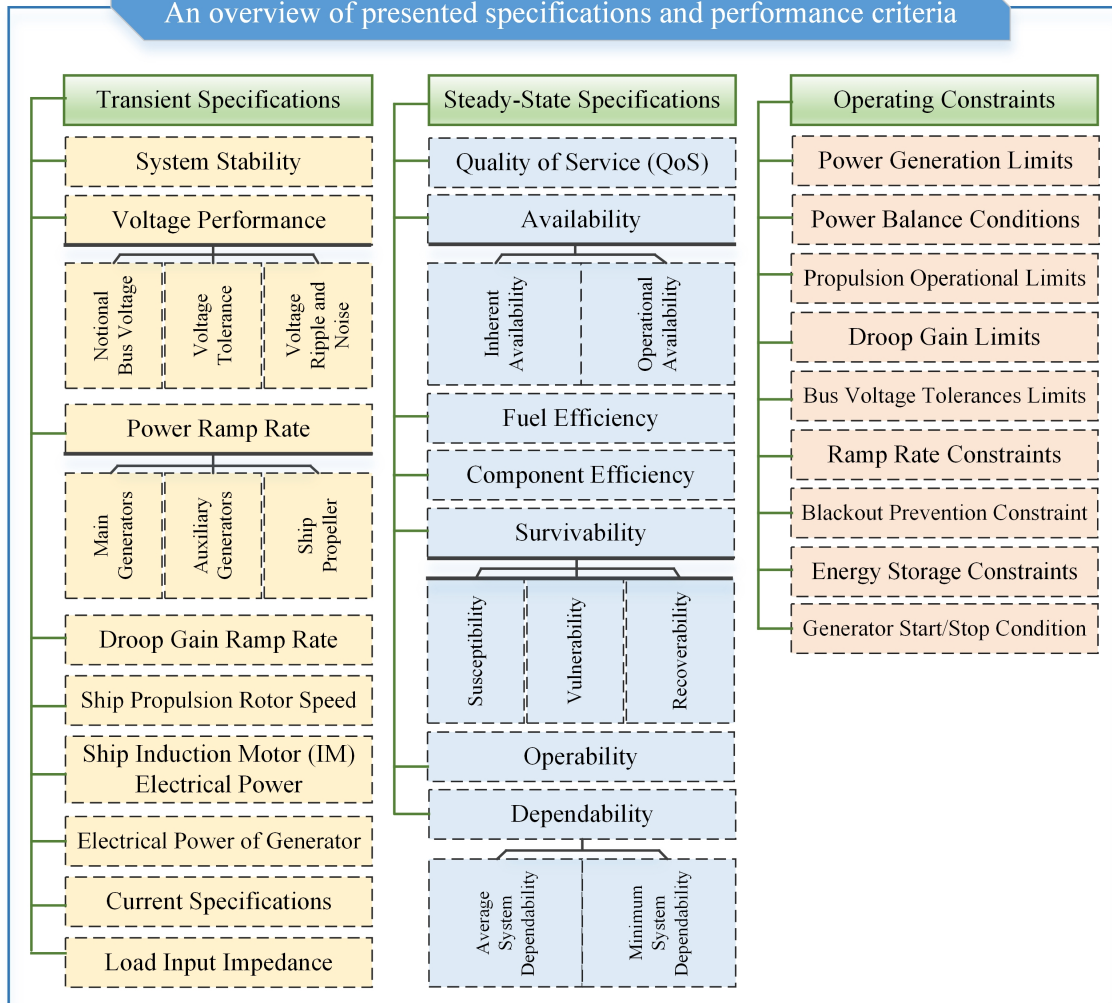 An overview of presented specifications and performance criteria
Transient Specifications
System Stability
Voltage Performance
Notional
Bus Voltage
Voltage
Tolerance
Voltage
Ripple and
Noise
Power Ramp Rate
Main
Generators
Auxiliary
Generators
Ship
Propeller
Droop Gain Ramp Rate
Ship Propulsion Rotor Speed
Ship Induction Motor (IM)
Electrical Power
Electrical Power of Generator
Current Specifications
Load Input Impedance
Steady-State Specifications
Quality of Service (QoS)
Availability
Inherent
Availability
Operational
Availability
Fuel Efficiency
Component Efficiency
Survivability
Susceptibility
Vulnerability
Recoverability
Operability
Dependability
Average
System
Dependability
Minimum
System
Dependability
Operating Constraints
Power Generation Limits
Power Balance Conditions
Propulsion Operational Limits
Droop Gain Limits
Bus Voltage Tolerances Limits
Ramp Rate Constraints
Blackout Prevention Constraint
Energy Storage Constraints
Generator Start/Stop Condition